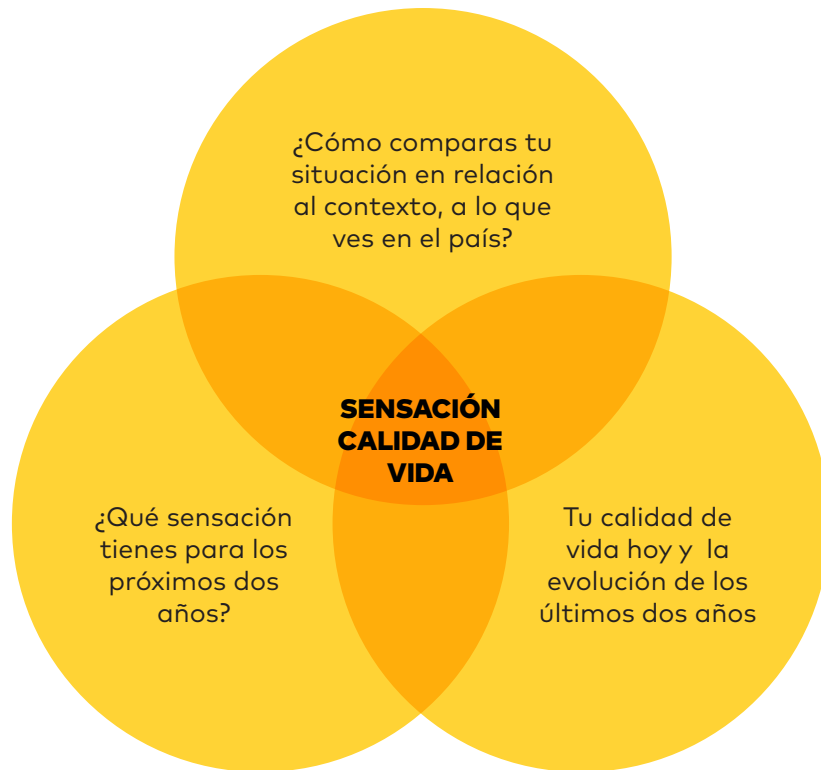 ¿Cómo comparas tu
situación en relación
al contexto, a lo que
ves en el país?
SENSACIÓN
CALIDAD DE
VIDA
¿Qué sensación
tienes para los
próximos dos
años?
Tu calidad de
vida hoy y  la
evolución de los
últimos dos años